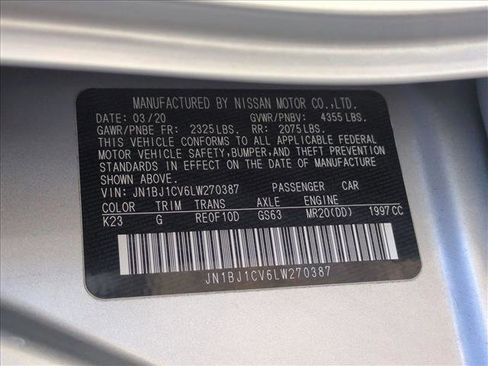 MANUFACTURED BY NISSAN MOTOR CO.,LTD.
DATE: 03/20 GVWR/PNBV: 4355 LBS.
GAWR/PNBE FR: 2325 LBS. RR: 2075 LBS.
THIS VEHICLE CONFORMS TO ALL APPLICABLE FEDERAL
MOTOR VEHICLE SAFETY, BUMPER, AND THEFT PREVENTION
STANDARDS IN EFFECT ON THE DATE OF MANUFACTURE
SHOWN ABOVE.
VIN: JN1BJ1CV6LW270387 PASSENGER CAR
COLOR TRIM TRANS AXLE ENGINE
K23 G RE0F10D GS63 MR20(DD) 1997CC
JN1BJ1CV6LW270387